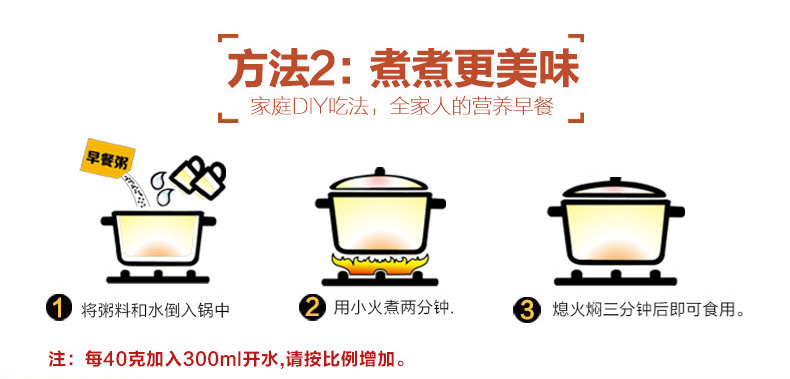 方法2：煮煮更美味
家庭DIY吃法，全家人的营养早餐
早餐粥
1 将粥料和水倒入锅中
2 用小火煮两分钟.
3 熄火焖三分钟后即可食用。
注：每40克加入300ml开水,请按比例增加。